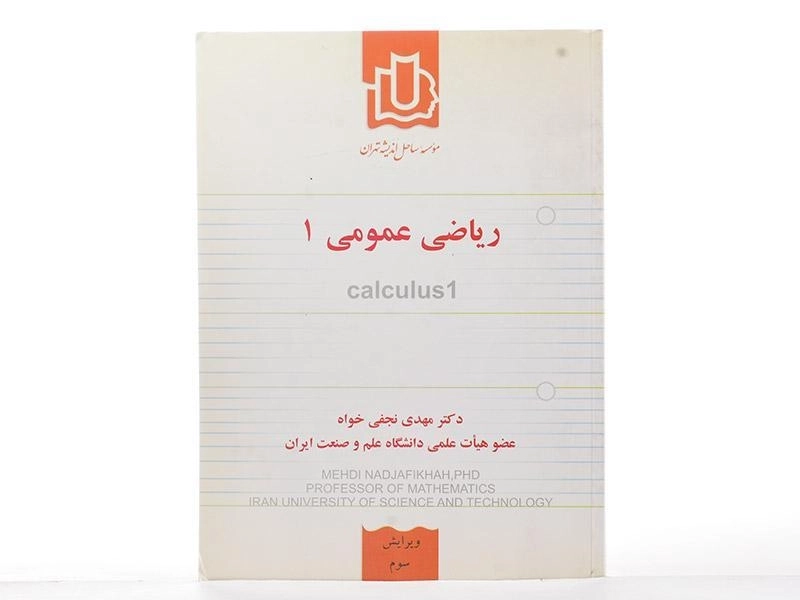 مؤسسه ساحل اندیشه تهران
ریاضی عمومی ۱
calculus1
دکتر مهدی نجفی خواه
عضو هیأت علمی دانشگاه علم و صنعت ایران
MEHDI NADJAFIKHAH,PHD
PROFESSOR OF MATHEMATICS
IRAN UNIVERSITY OF SCIENCE AND TECHNOLOGY
ویرایش
سوم